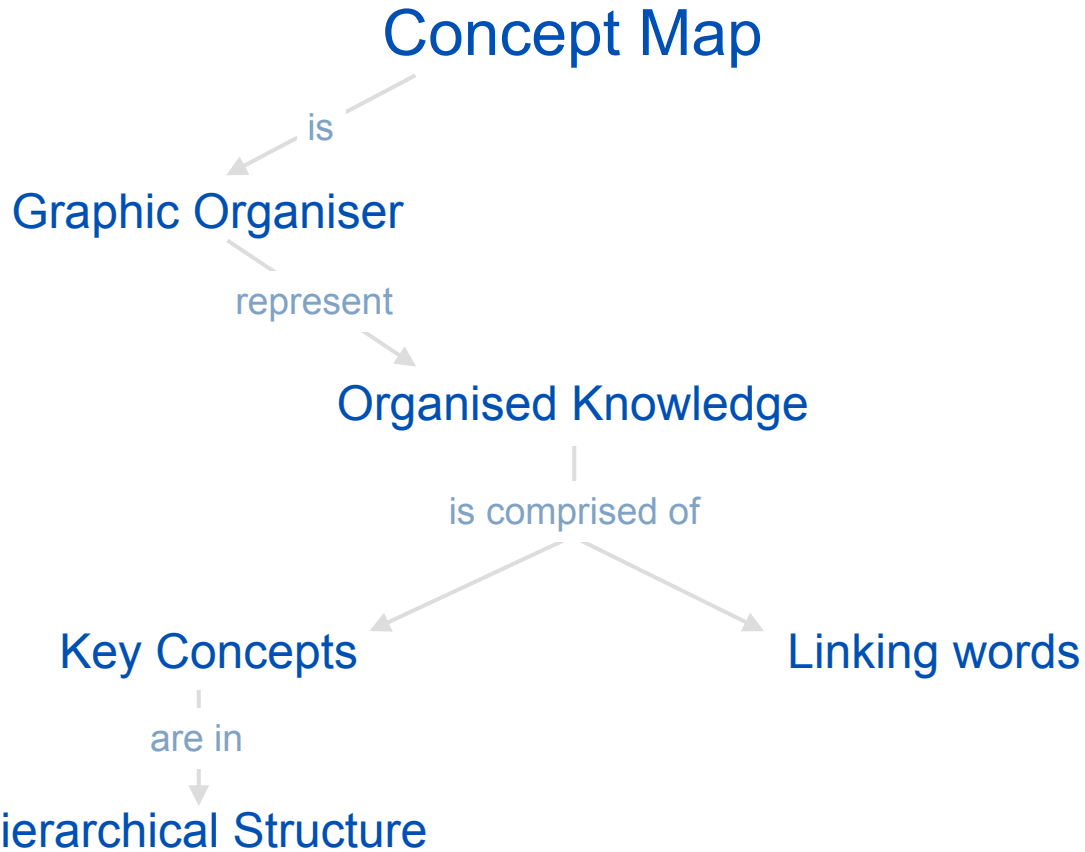 Concept Map
is
Graphic Organiser
represent
Organised Knowledge
is comprised of
Key Concepts
Linking words
are in
ierarchical Structure